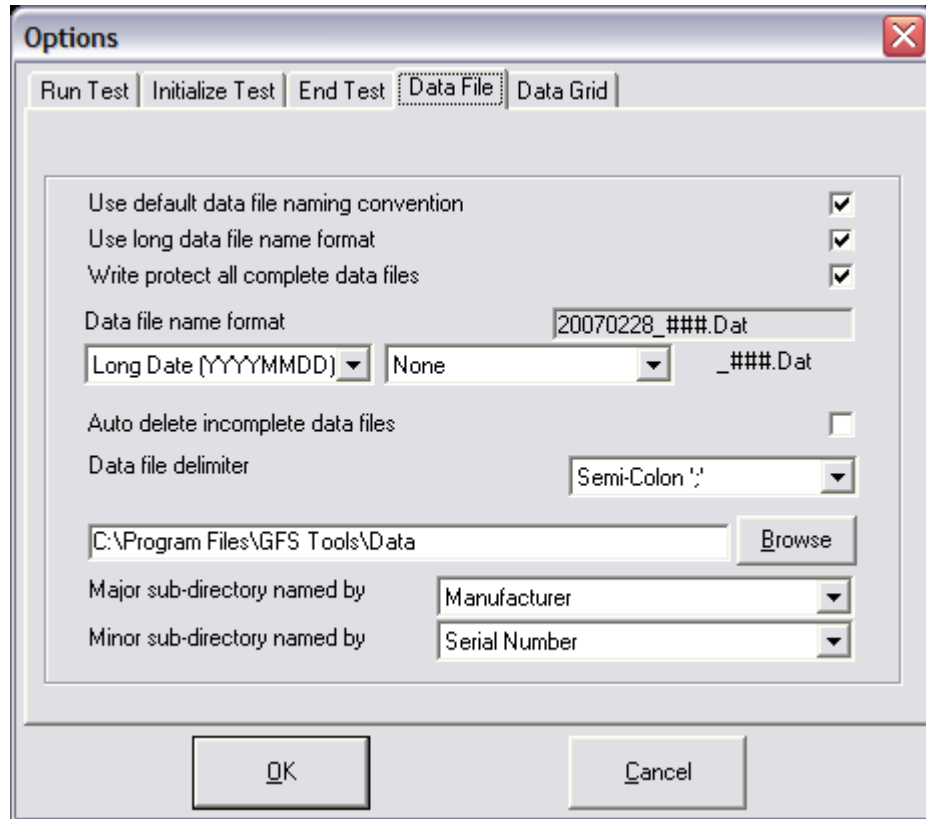 Options
Run Test Initialize Test End Test Data File Data Grid
Use default data file naming convention
Use long data file name format
Write protect all complete data files
Data file name format 20070228_###.Dat
Long Date (YYYYMMDD) None _###.Dat
Auto delete incomplete data files
Data file delimiter Semi-Colon ';'
C:\Program Files\GFS Tools\Data Browse
Major sub-directory named by Manufacturer
Minor sub-directory named by Serial Number
OK Cancel